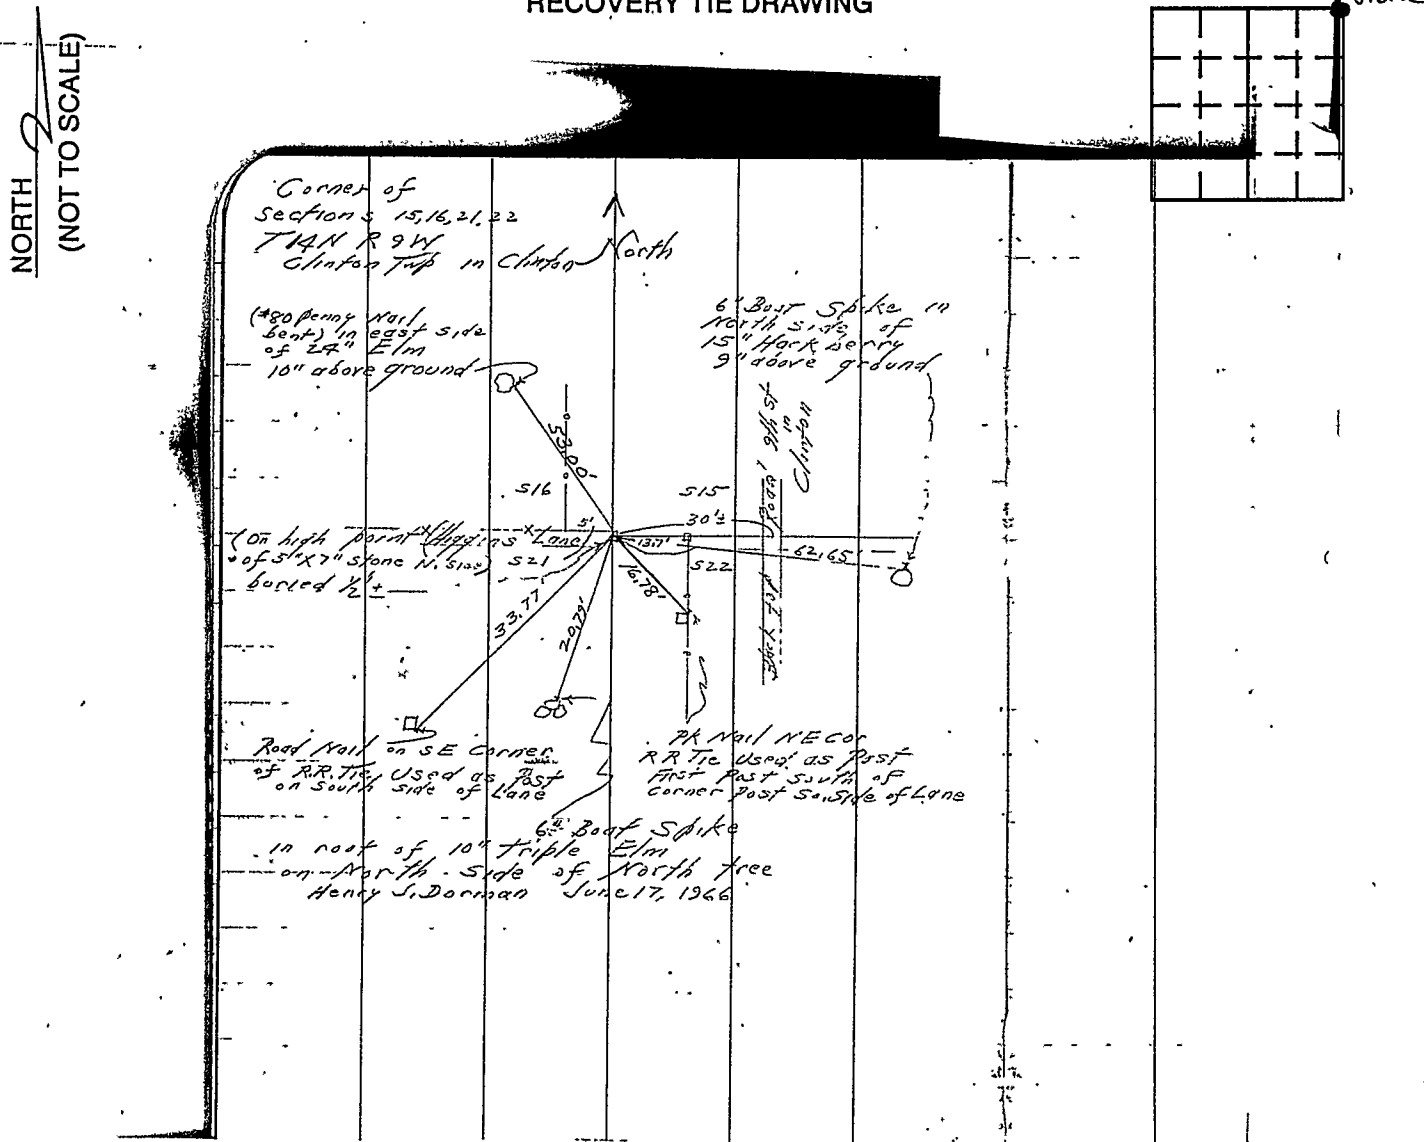 RECOVERY TIE DRAWING
NORTH
(NOT TO SCALE)
Corner of
Sections 15,16,21,22
T14N R 9W
Clinton Twp in Clinton
North
(#80 penny Nail
bent) in east side
of 24" Elm
10" above ground
6" Boat Spike in
North side of
15" Hackberry
9" above ground
53.00'
Clinton
in
S16
S15
5'
30'±
(On high point Higgins Lane
of 5"X7" stone N. Side)
buried ½'±
S21
13.7'
62.65'
S22
16.78'
33.77'
20.79'
Road Nail on SE Corner
of R.R. Tie Used as Post
on South side of Lane
PK Nail NE Cor
RR Tie Used as Post
First Post South of
Corner Post So. Side of Lane
6" Boat Spike
in root of 10" Triple Elm
on North side of North tree
Henry S. Dorman June 17, 1966